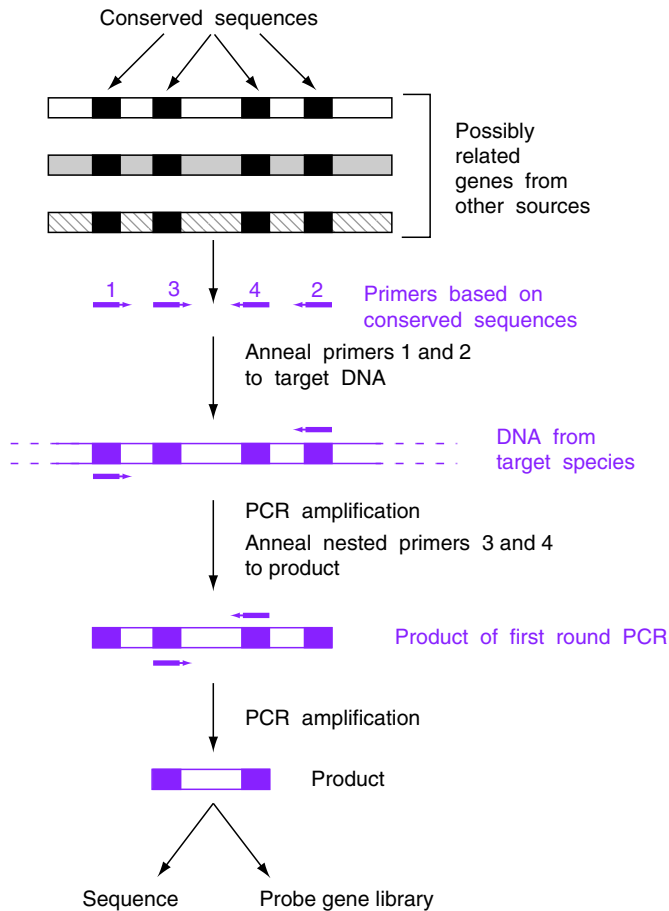 Conserved sequences
Possibly
related
genes from
other sources
1 3 4 2
Primers based on
conserved sequences
Anneal primers 1 and 2
to target DNA
DNA from
target species
PCR amplification
Anneal nested primers 3 and 4
to product
Product of first round PCR
PCR amplification
Product
Sequence
Probe gene library